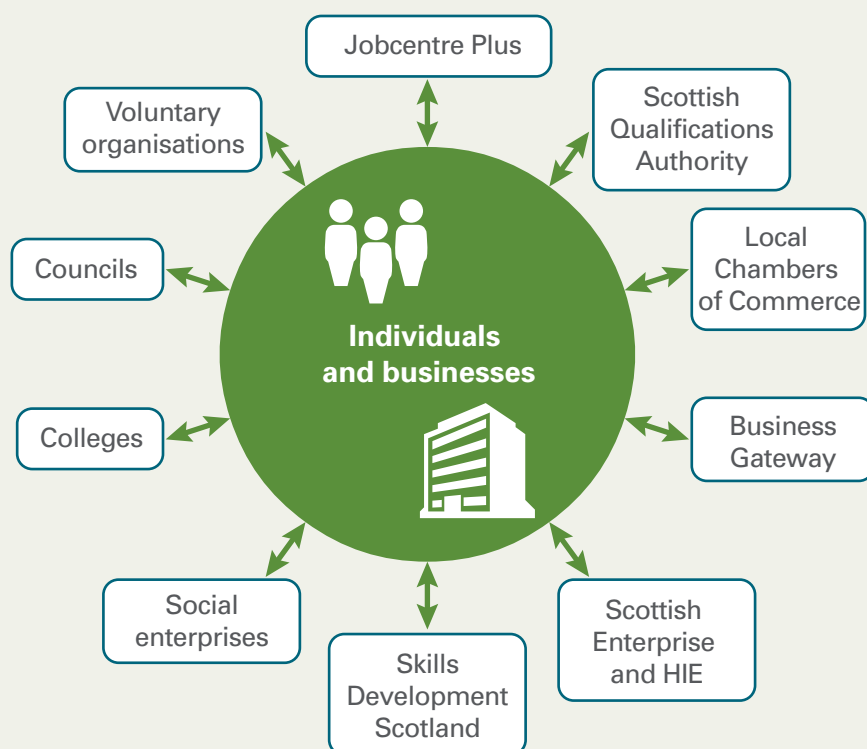 Jobcentre Plus
Scottish
Qualifications
Authority
Local
Chambers
of Commerce
Business
Gateway
Scottish
Enterprise
and HIE
Skills
Development
Scotland
Social
enterprises
Colleges
Councils
Voluntary
organisations
Individuals
and businesses